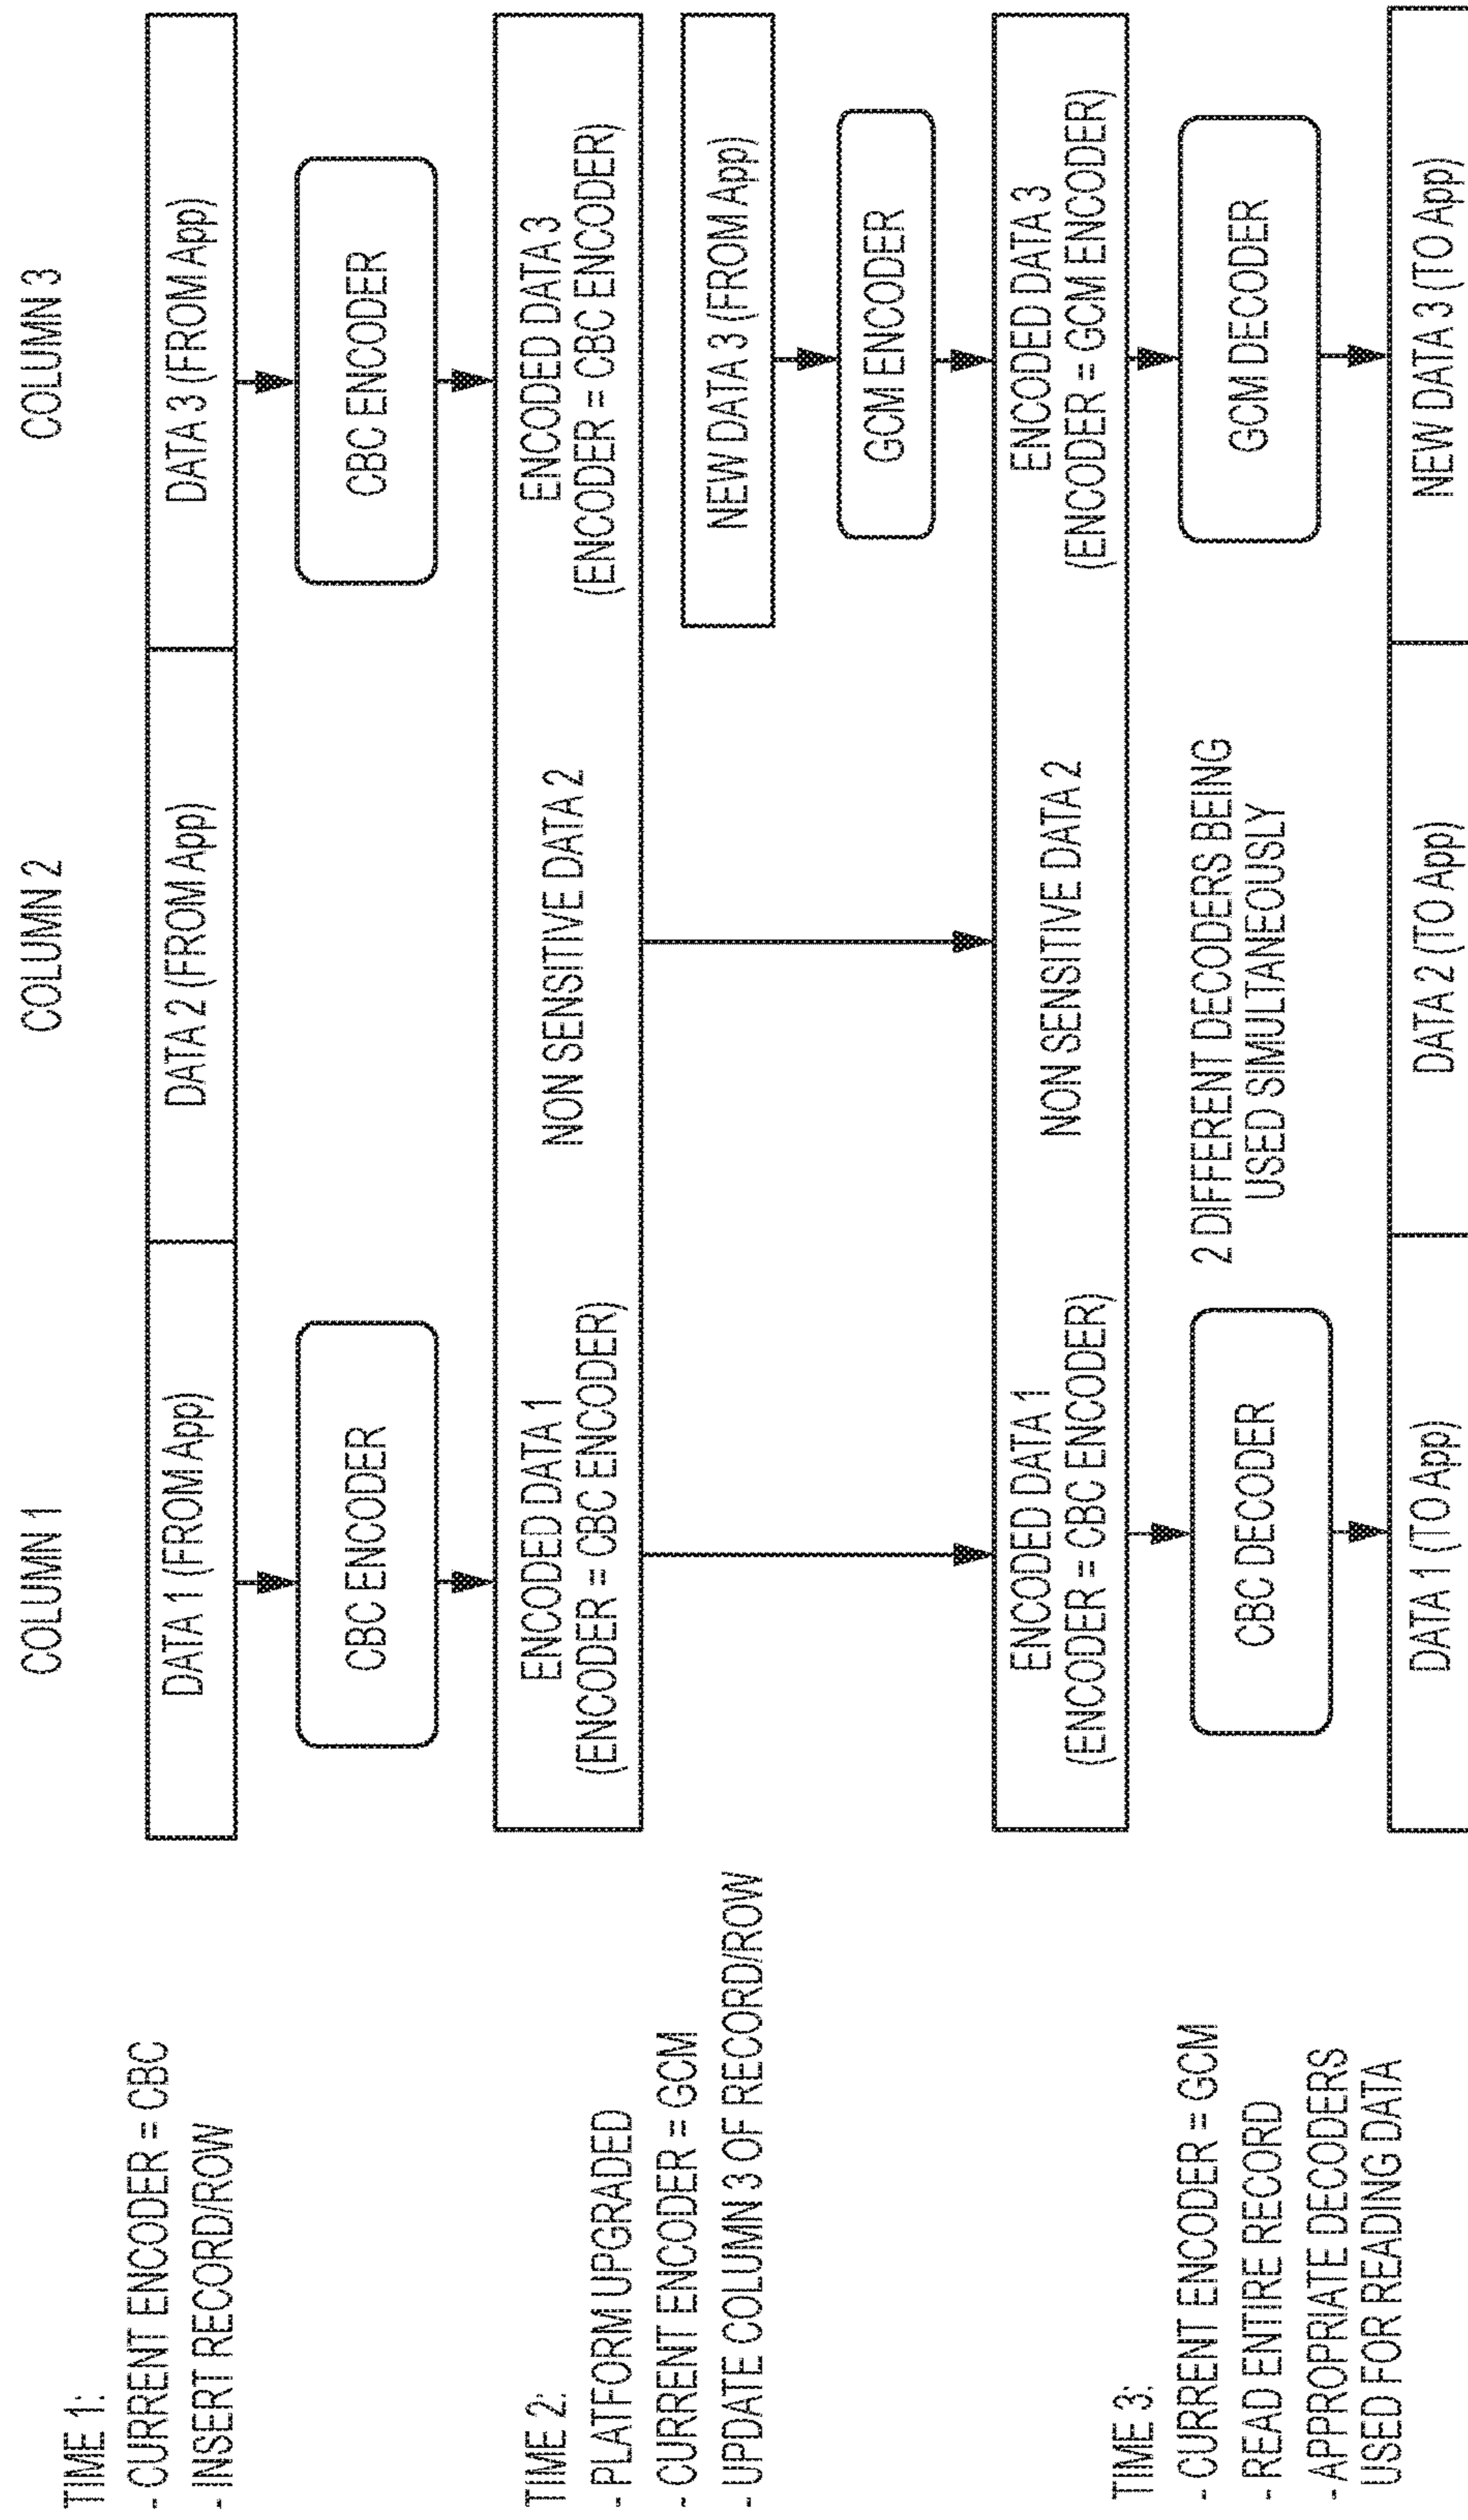 COLUMN 1
COLUMN 2
COLUMN 3
TIME 1:
- CURRENT ENCODER = CBC
- INSERT RECORD/ROW
DATA 1 (FROM App)
DATA 2 (FROM App)
DATA 3 (FROM App)
CBC ENCODER
CBC ENCODER
TIME 2:
- PLATFORM UPGRADED
- CURRENT ENCODER = GCM
- UPDATE COLUMN 3 OF RECORD/ROW
ENCODED DATA 1
(ENCODER = CBC ENCODER)
NON SENSITIVE DATA 2
ENCODED DATA 3
(ENCODER = CBC ENCODER)
NEW DATA 3 (FROM App)
GCM ENCODER
ENCODED DATA 1
(ENCODER = CBC ENCODER)
NON SENSITIVE DATA 2
ENCODED DATA 3
(ENCODER = GCM ENCODER)
TIME 3:
- CURRENT ENCODER = GCM
- READ ENTIRE RECORD
- APPROPRIATE DECODERS
USED FOR READING DATA
CBC DECODER
2 DIFFERENT DECODERS BEING
USED SIMULTANEOUSLY
GCM DECODER
DATA 1 (TO App)
DATA 2 (TO App)
NEW DATA 3 (TO App)